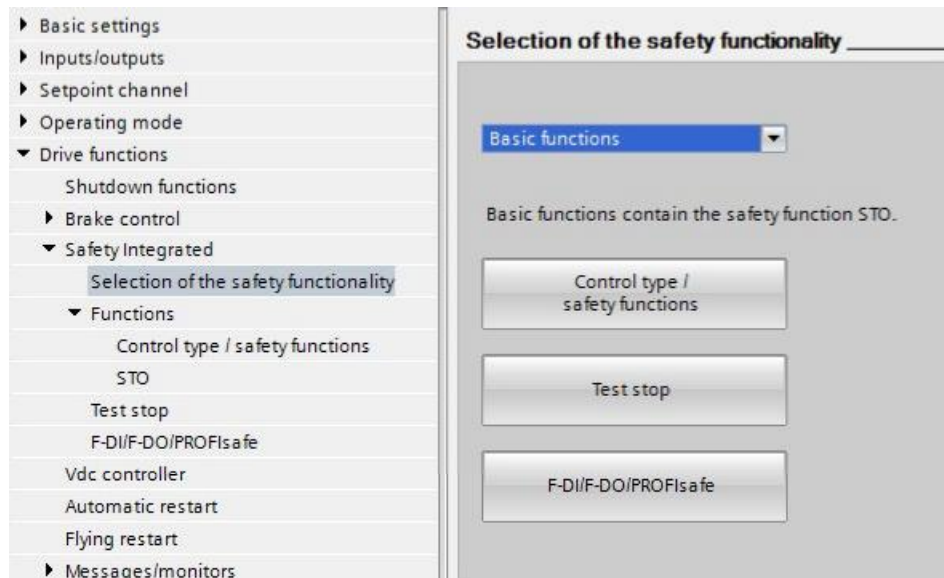 Basic settings
Inputs/outputs
Setpoint channel
Operating mode
Drive functions
Shutdown functions
Brake control
Safety Integrated
Selection of the safety functionality
Functions
Control type / safety functions
STO
Test stop
F-DI/F-DO/PROFIsafe
Vdc controller
Automatic restart
Flying restart
Messages/monitors
Selection of the safety functionality
Basic functions
Basic functions contain the safety function STO.
Control type /
safety functions
Test stop
F-DI/F-DO/PROFIsafe